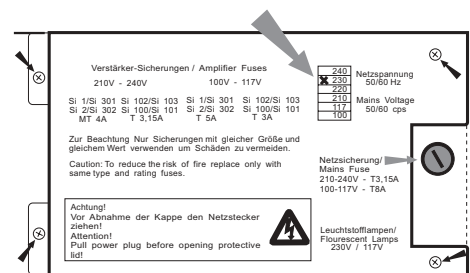 Verstärker-Sicherungen / Amplifier Fuses
210V - 240V 100V - 117V
Si 1/Si 301 Si 102/Si 103 Si 1/Si 301 Si 102/Si 103
Si 2/Si 302 Si 100/Si 101 Si 2/Si 302 Si 100/Si 101
MT 4A T 3,15A T 5A T 3A
Zur Beachtung Nur Sicherungen mit gleicher Größe und
gleichem Wert verwenden um Schäden zu vermeiden.
Caution: To reduce the risk of fire replace only with
same type and rating fuses.
Achtung!
Vor Abnahme der Kappe den Netzstecker
ziehen!
Attention!
Pull power plug before opening protective
lid!
240
230
220
210
117
100
Netzspannung
50/60 Hz
Mains Voltage
50/60 cps
Netzsicherung/
Mains Fuse
210-240V - T3,15A
100-117V - T8A
Leuchtstofflampen/
Flourescent Lamps
230V / 117V